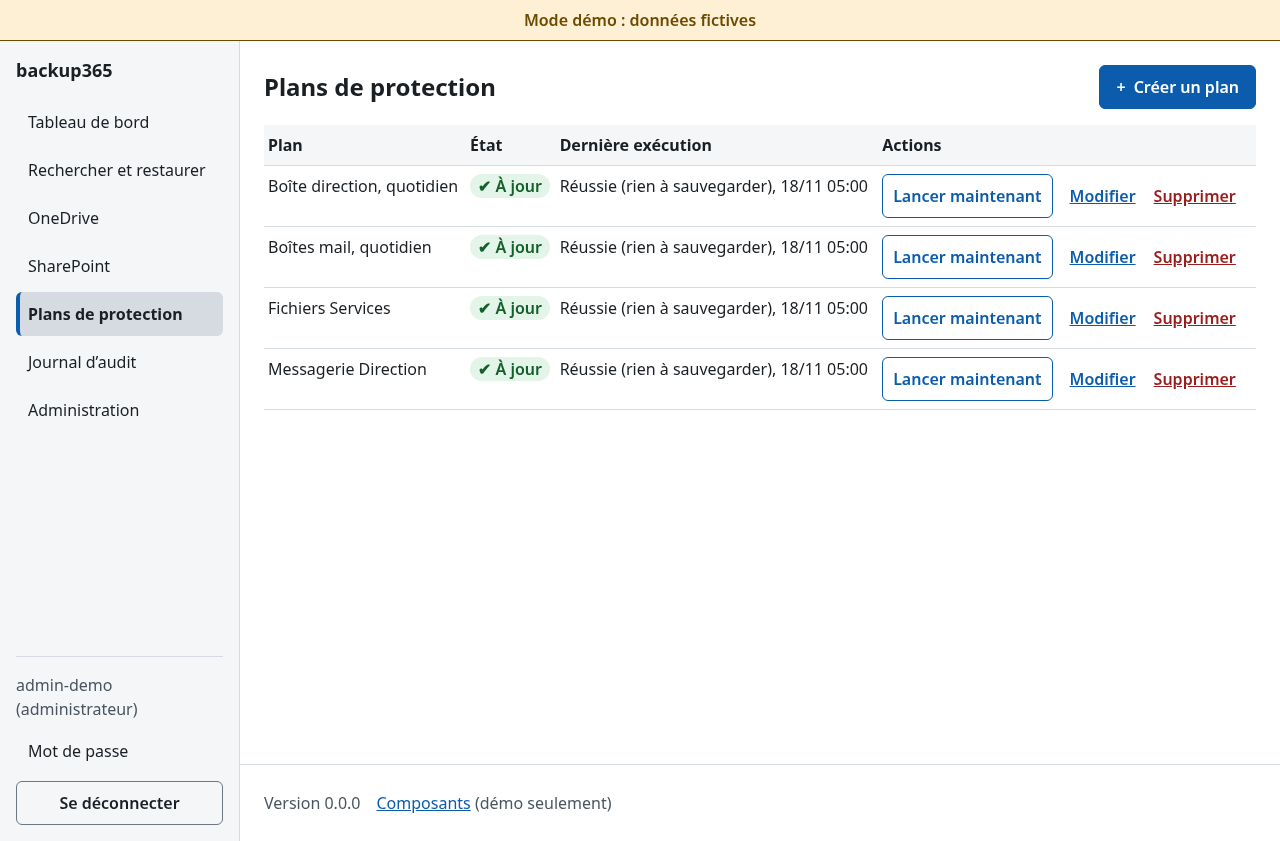 Mode démo : données fictives
backup365
Tableau de bord
Rechercher et restaurer
OneDrive
SharePoint
Plans de protection
Journal d’audit
Administration
admin-demo
(administrateur)
Mot de passe
Se déconnecter
Plans de protection
+ Créer un plan
Plan État Dernière exécution Actions
Boîte direction, quotidien ✔ À jour Réussie (rien à sauvegarder), 18/11 05:00 Lancer maintenant Modifier Supprimer
Boîtes mail, quotidien ✔ À jour Réussie (rien à sauvegarder), 18/11 05:00 Lancer maintenant Modifier Supprimer
Fichiers Services ✔ À jour Réussie (rien à sauvegarder), 18/11 05:00 Lancer maintenant Modifier Supprimer
Messagerie Direction ✔ À jour Réussie (rien à sauvegarder), 18/11 05:00 Lancer maintenant Modifier Supprimer
Version 0.0.0 Composants (démo seulement)